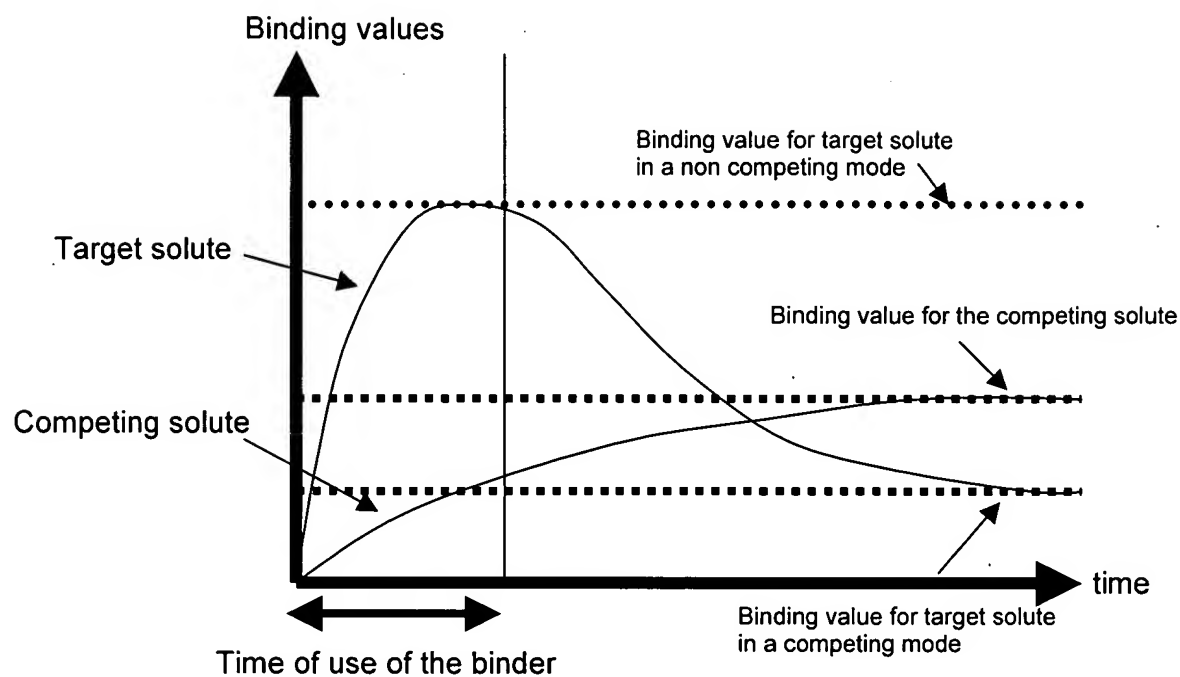 Binding values
Binding value for target solute
in a non competing mode
Target solute
Binding value for the competing solute
Competing solute
time
Binding value for target solute
in a competing mode
Time of use of the binder